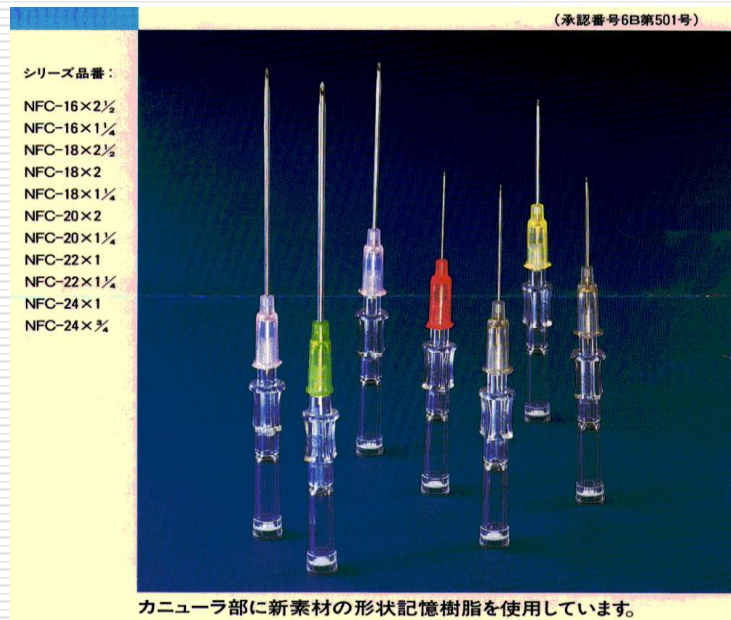 (承認番号6B第501号)
シリーズ品番:
NFC-16×2½
NFC-16×1¼
NFC-18×2½
NFC-18×2
NFC-18×1¼
NFC-20×2
NFC-20×1¼
NFC-22×1
NFC-22×1¼
NFC-24×1
NFC-24×¾
カニューラ部に新素材の形状記憶樹脂を使用しています。